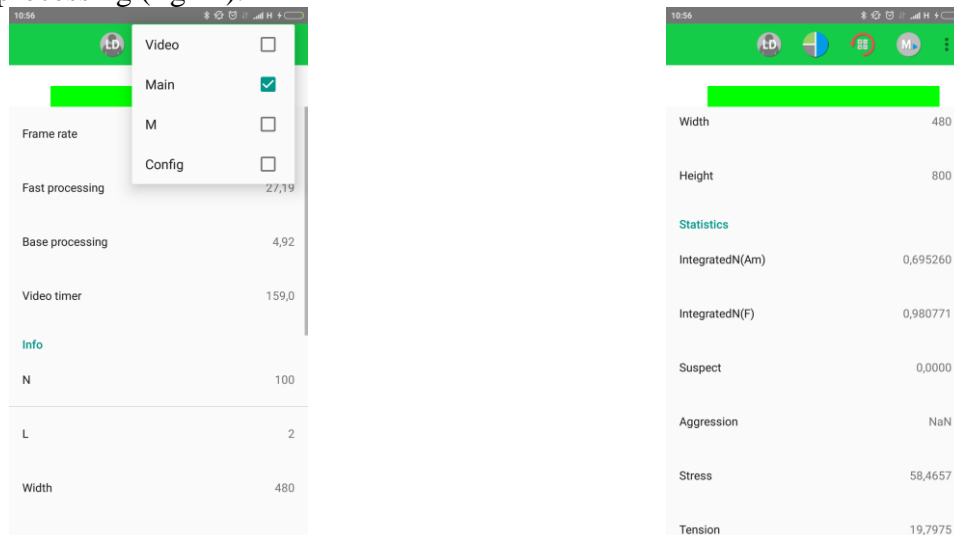 10:56
LD
Video
Main
M
Config
Frame rate
Fast processing 27,19
Base processing 4,92
Video timer 159,0
Info
N 100
L 2
Width 480
10:56
LD M
Width 480
Height 800
Statistics
IntegratedN(Am) 0,695260
IntegratedN(F) 0,980771
Suspect 0,0000
Aggression NaN
Stress 58,4657
Tension 19,7975